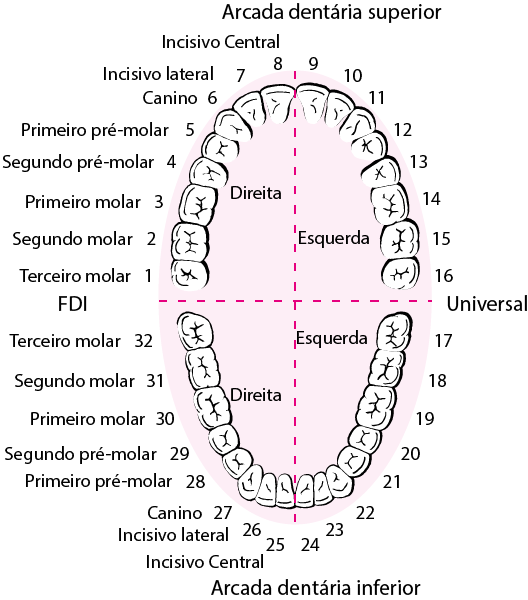 Arcada dentária superior
Incisivo Central 8 9
Incisivo lateral 7 10
Canino 6 11
Primeiro pré-molar 5 12
Segundo pré-molar 4 13
Primeiro molar 3 Direita 14
Segundo molar 2 Esquerda 15
Terceiro molar 1 16
FDI Universal
Terceiro molar 32 Esquerda 17
Segundo molar 31 18
Direita
Primeiro molar 30 19
Segundo pré-molar 29 20
Primeiro pré-molar 28 21
Canino 27 22
Incisivo lateral 26 23
Incisivo Central 25 24
Arcada dentária inferior